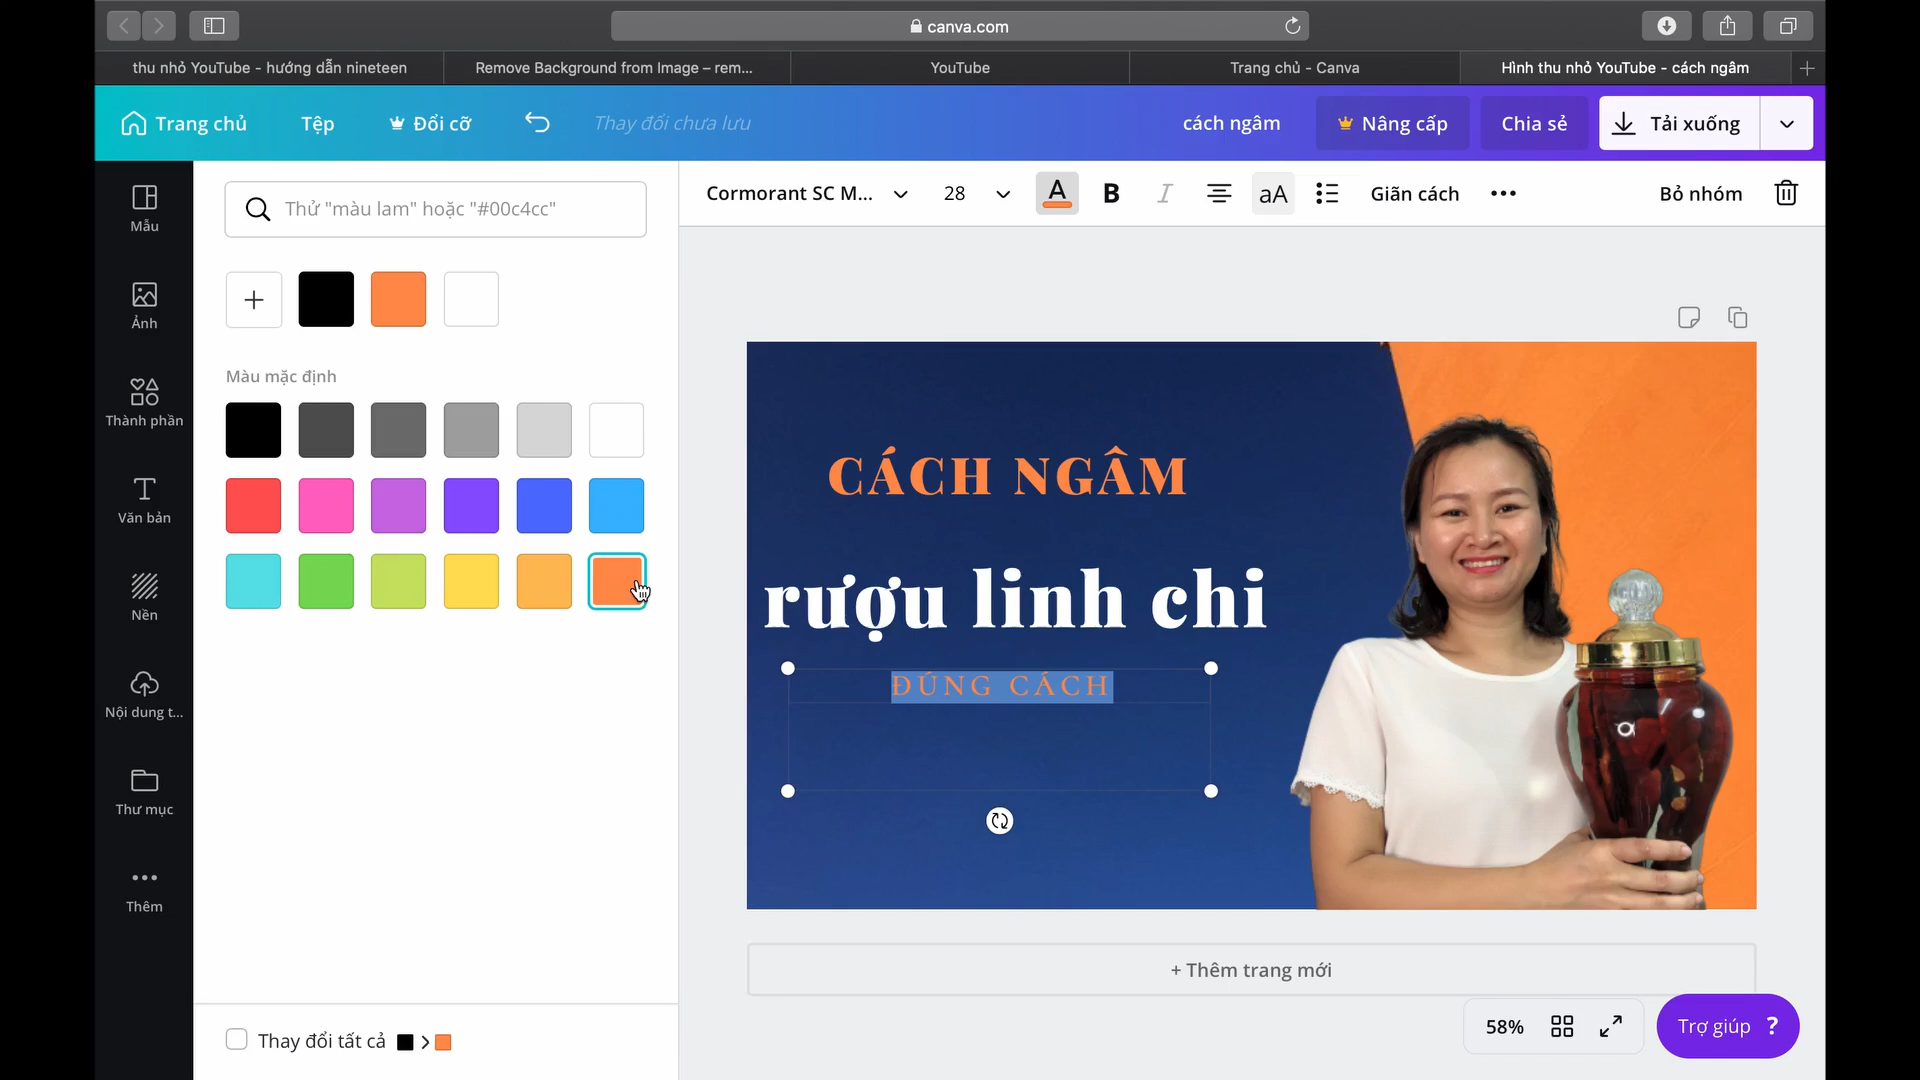 canva.com
thu nhỏ YouTube - hướng dẫn nineteen
Remove Background from Image – rem...
YouTube
Trang chủ - Canva
Hình thu nhỏ YouTube - cách ngâm
Trang chủ
Tệp
Đổi cỡ
Thay đổi chưa lưu
cách ngâm
Nâng cấp
Chia sẻ
Tải xuống
Mẫu
Ảnh
Thành phần
Văn bản
Nền
Nội dung t...
Thư mục
Thêm
Thử "màu lam" hoặc "#00c4cc"
Màu mặc định
Thay đổi tất cả
Cormorant SC M...
28
A
B
I
aA
Giãn cách
Bỏ nhóm
CÁCH NGÂM
rượu linh chi
ĐÚNG CÁCH
+ Thêm trang mới
58%
Trợ giúp ?